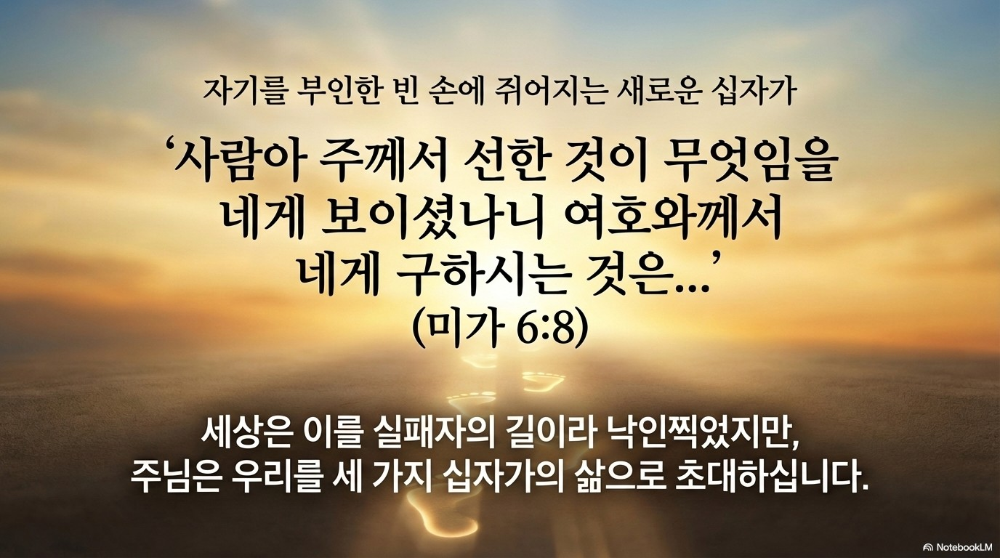 자기를 부인한 빈 손에 쥐어지는 새로운 십자가
‘사람아 주께서 선한 것이 무엇임을
네게 보이셨나니 여호와께서
네게 구하시는 것은...’
(미가 6:8)
세상은 이를 실패자의 길이라 낙인찍었지만,
주님은 우리를 세 가지 십자가의 삶으로 초대하십니다.
NotebookLM